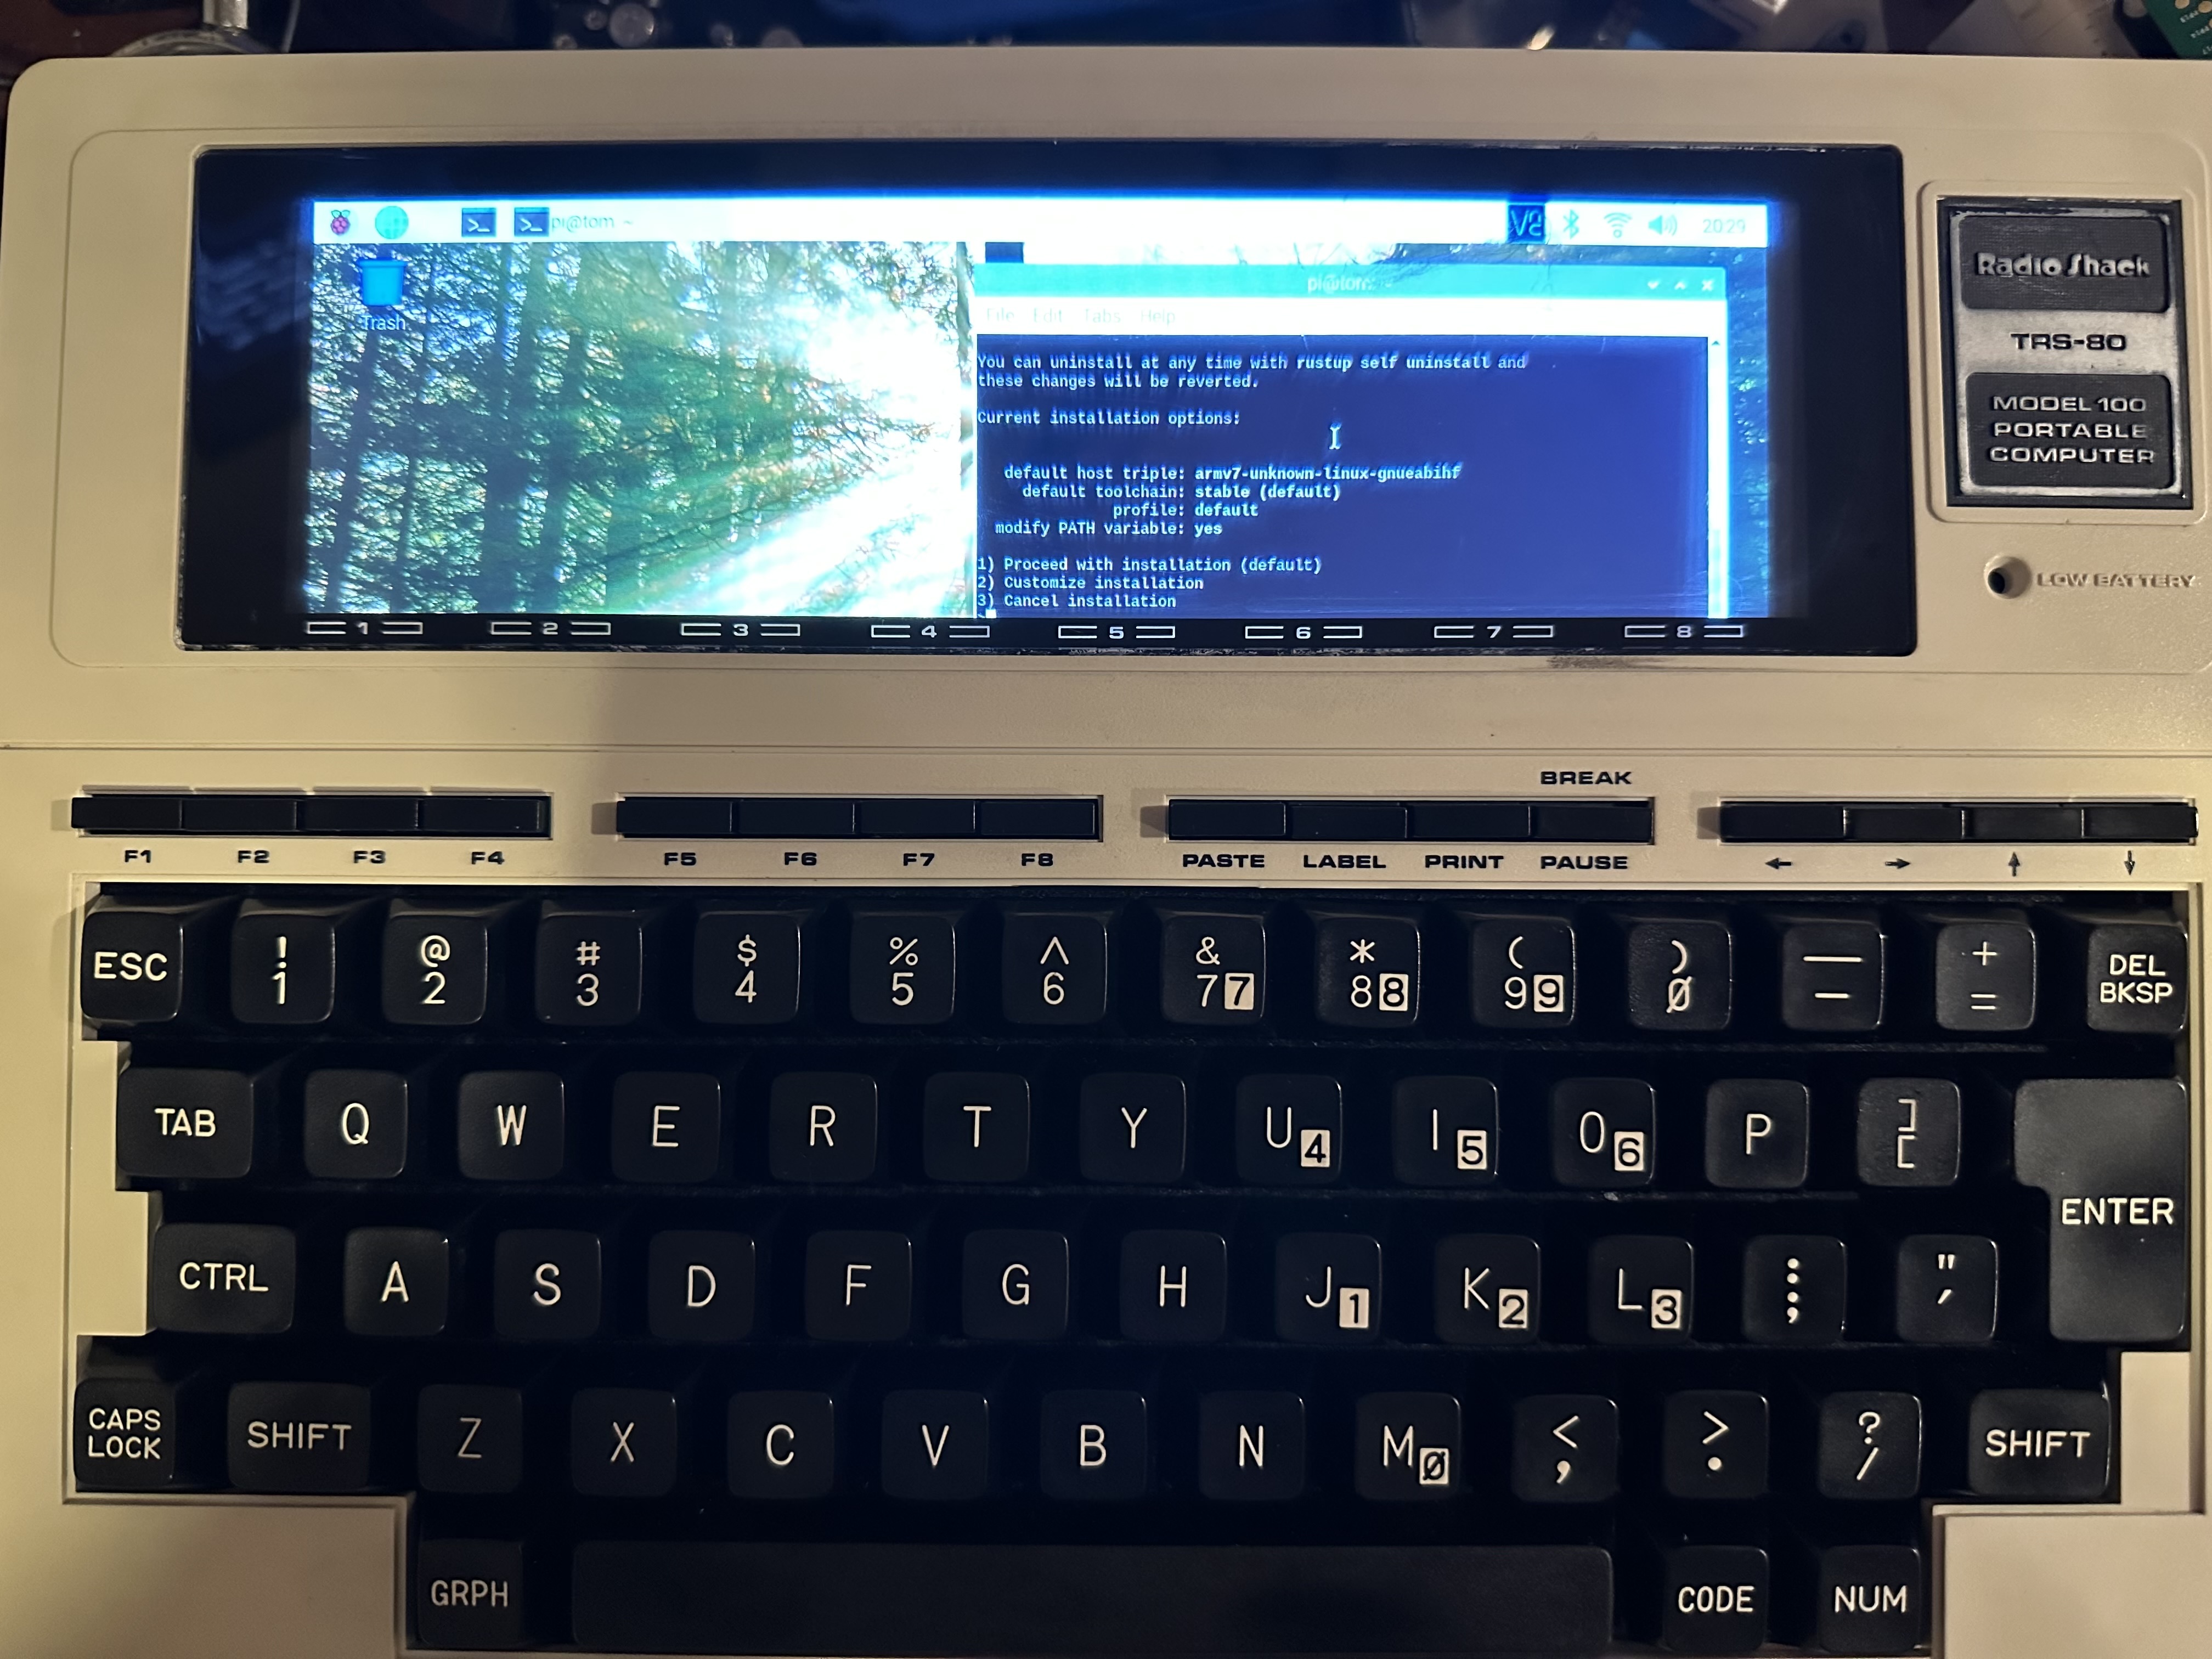 pi@tom: ~
V2
20:29
Trash
pi@tom: ~
File Edit Tabs Help
You can uninstall at any time with rustup self uninstall and
these changes will be reverted.
Current installation options:
default host triple: armv7-unknown-linux-gnueabihf
default toolchain: stable (default)
profile: default
modify PATH variable: yes
1) Proceed with installation (default)
2) Customize installation
3) Cancel installation
1 2 3 4 5 6 7 8
Radio Shack
TRS-80
MODEL 100
PORTABLE
COMPUTER
LOW BATTERY
BREAK
F1 F2 F3 F4 F5 F6 F7 F8 PASTE LABEL PRINT PAUSE ← → ↑ ↓
ESC ! 1 @ 2 # 3 $ 4 % 5 ^ 6 & 7 7 * 8 8 ( 9 9 ) Ø _ - + = DEL BKSP
TAB Q W E R T Y U 4 I 5 O 6 P ] [ ENTER
CTRL A S D F G H J 1 K 2 L 3 : ; " '
CAPS LOCK SHIFT Z X C V B N M Ø < , > . ? / SHIFT
GRPH CODE NUM